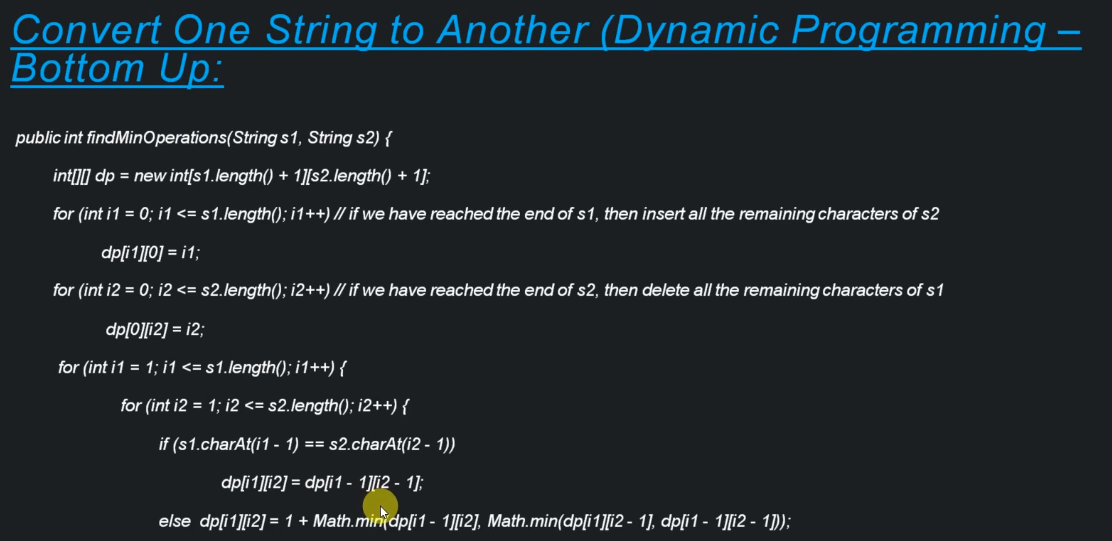 Convert One String to Another (Dynamic Programming –
Bottom Up:
public int findMinOperations(String s1, String s2) {
int[][] dp = new int[s1.length() + 1][s2.length() + 1];
for (int i1 = 0; i1 <= s1.length(); i1++) // if we have reached the end of s1, then insert all the remaining characters of s2
dp[i1][0] = i1;
for (int i2 = 0; i2 <= s2.length(); i2++) // if we have reached the end of s2, then delete all the remaining characters of s1
dp[0][i2] = i2;
for (int i1 = 1; i1 <= s1.length(); i1++) {
for (int i2 = 1; i2 <= s2.length(); i2++) {
if (s1.charAt(i1 - 1) == s2.charAt(i2 - 1))
dp[i1][i2] = dp[i1 - 1][i2 - 1];
else dp[i1][i2] = 1 + Math.min(dp[i1 - 1][i2], Math.min(dp[i1][i2 - 1], dp[i1 - 1][i2 - 1]));